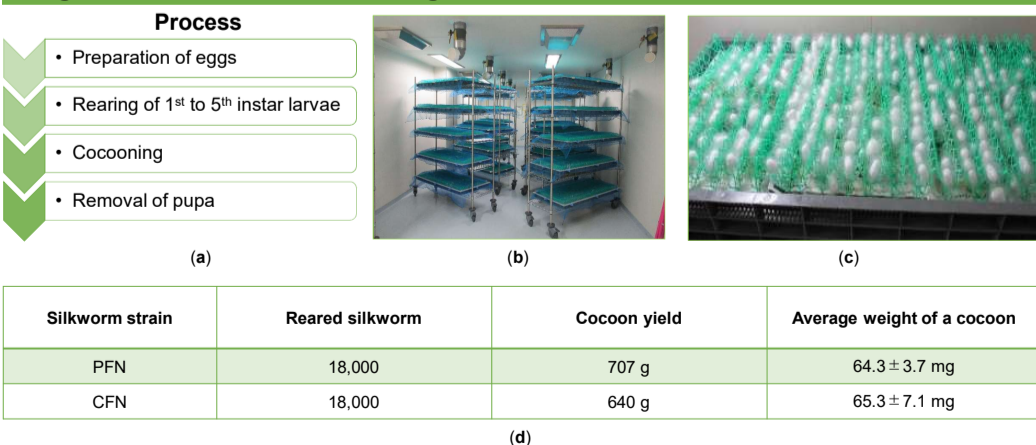 Process
• Preparation of eggs
• Rearing of 1st to 5th instar larvae
• Cocooning
• Removal of pupa
(a)
(b)
(c)
Silkworm strain Reared silkworm Cocoon yield Average weight of a cocoon
PFN 18,000 707 g 64.3±3.7 mg
CFN 18,000 640 g 65.3±7.1 mg
(d)